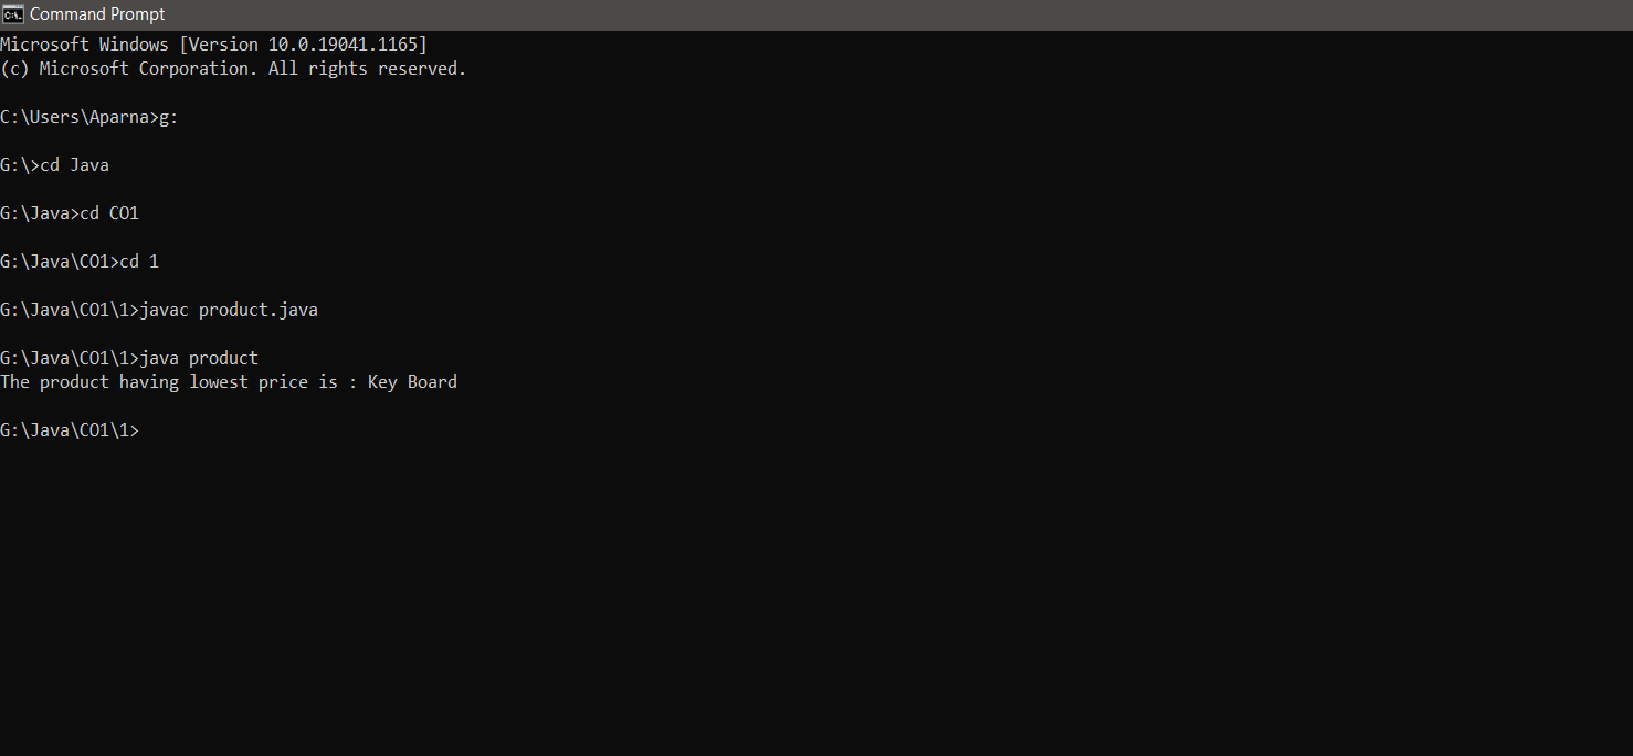 Command Prompt
Microsoft Windows [Version 10.0.19041.1165]
(c) Microsoft Corporation. All rights reserved.
C:\Users\Aparna>g:
G:\>cd Java
G:\Java>cd CO1
G:\Java\CO1>cd 1
G:\Java\CO1\1>javac product.java
G:\Java\CO1\1>java product
The product having lowest price is : Key Board
G:\Java\CO1\1>